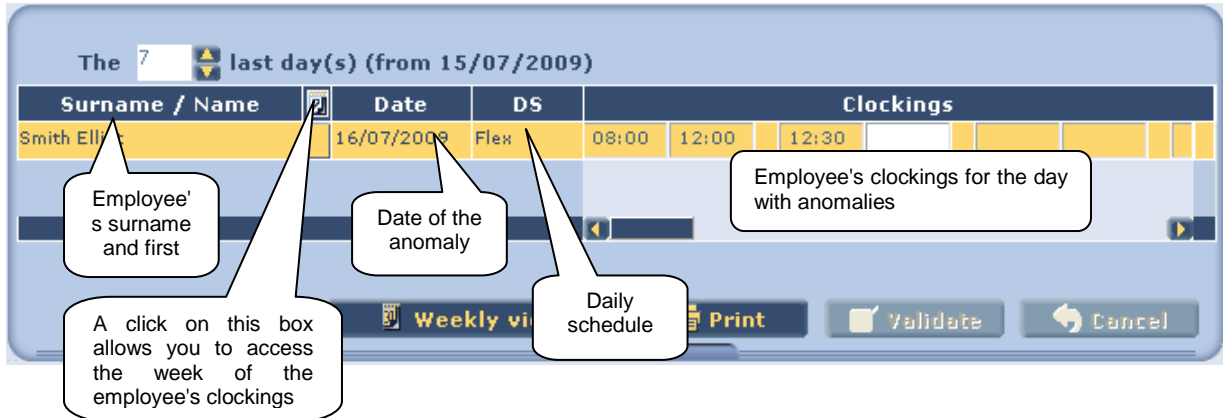 The 7 last day(s) (from 15/07/2009)
Surname / Name Date DS Clockings
Smith 16/07/2009 Flex 08:00 12:00 12:30
Employee'
s surname
and first
Date of the
anomaly
Employee's clockings for the day
with anomalies
Daily
schedule
A click on this box
allows you to access
the week of the
employee's clockings
Weekly Print Validate Cancel